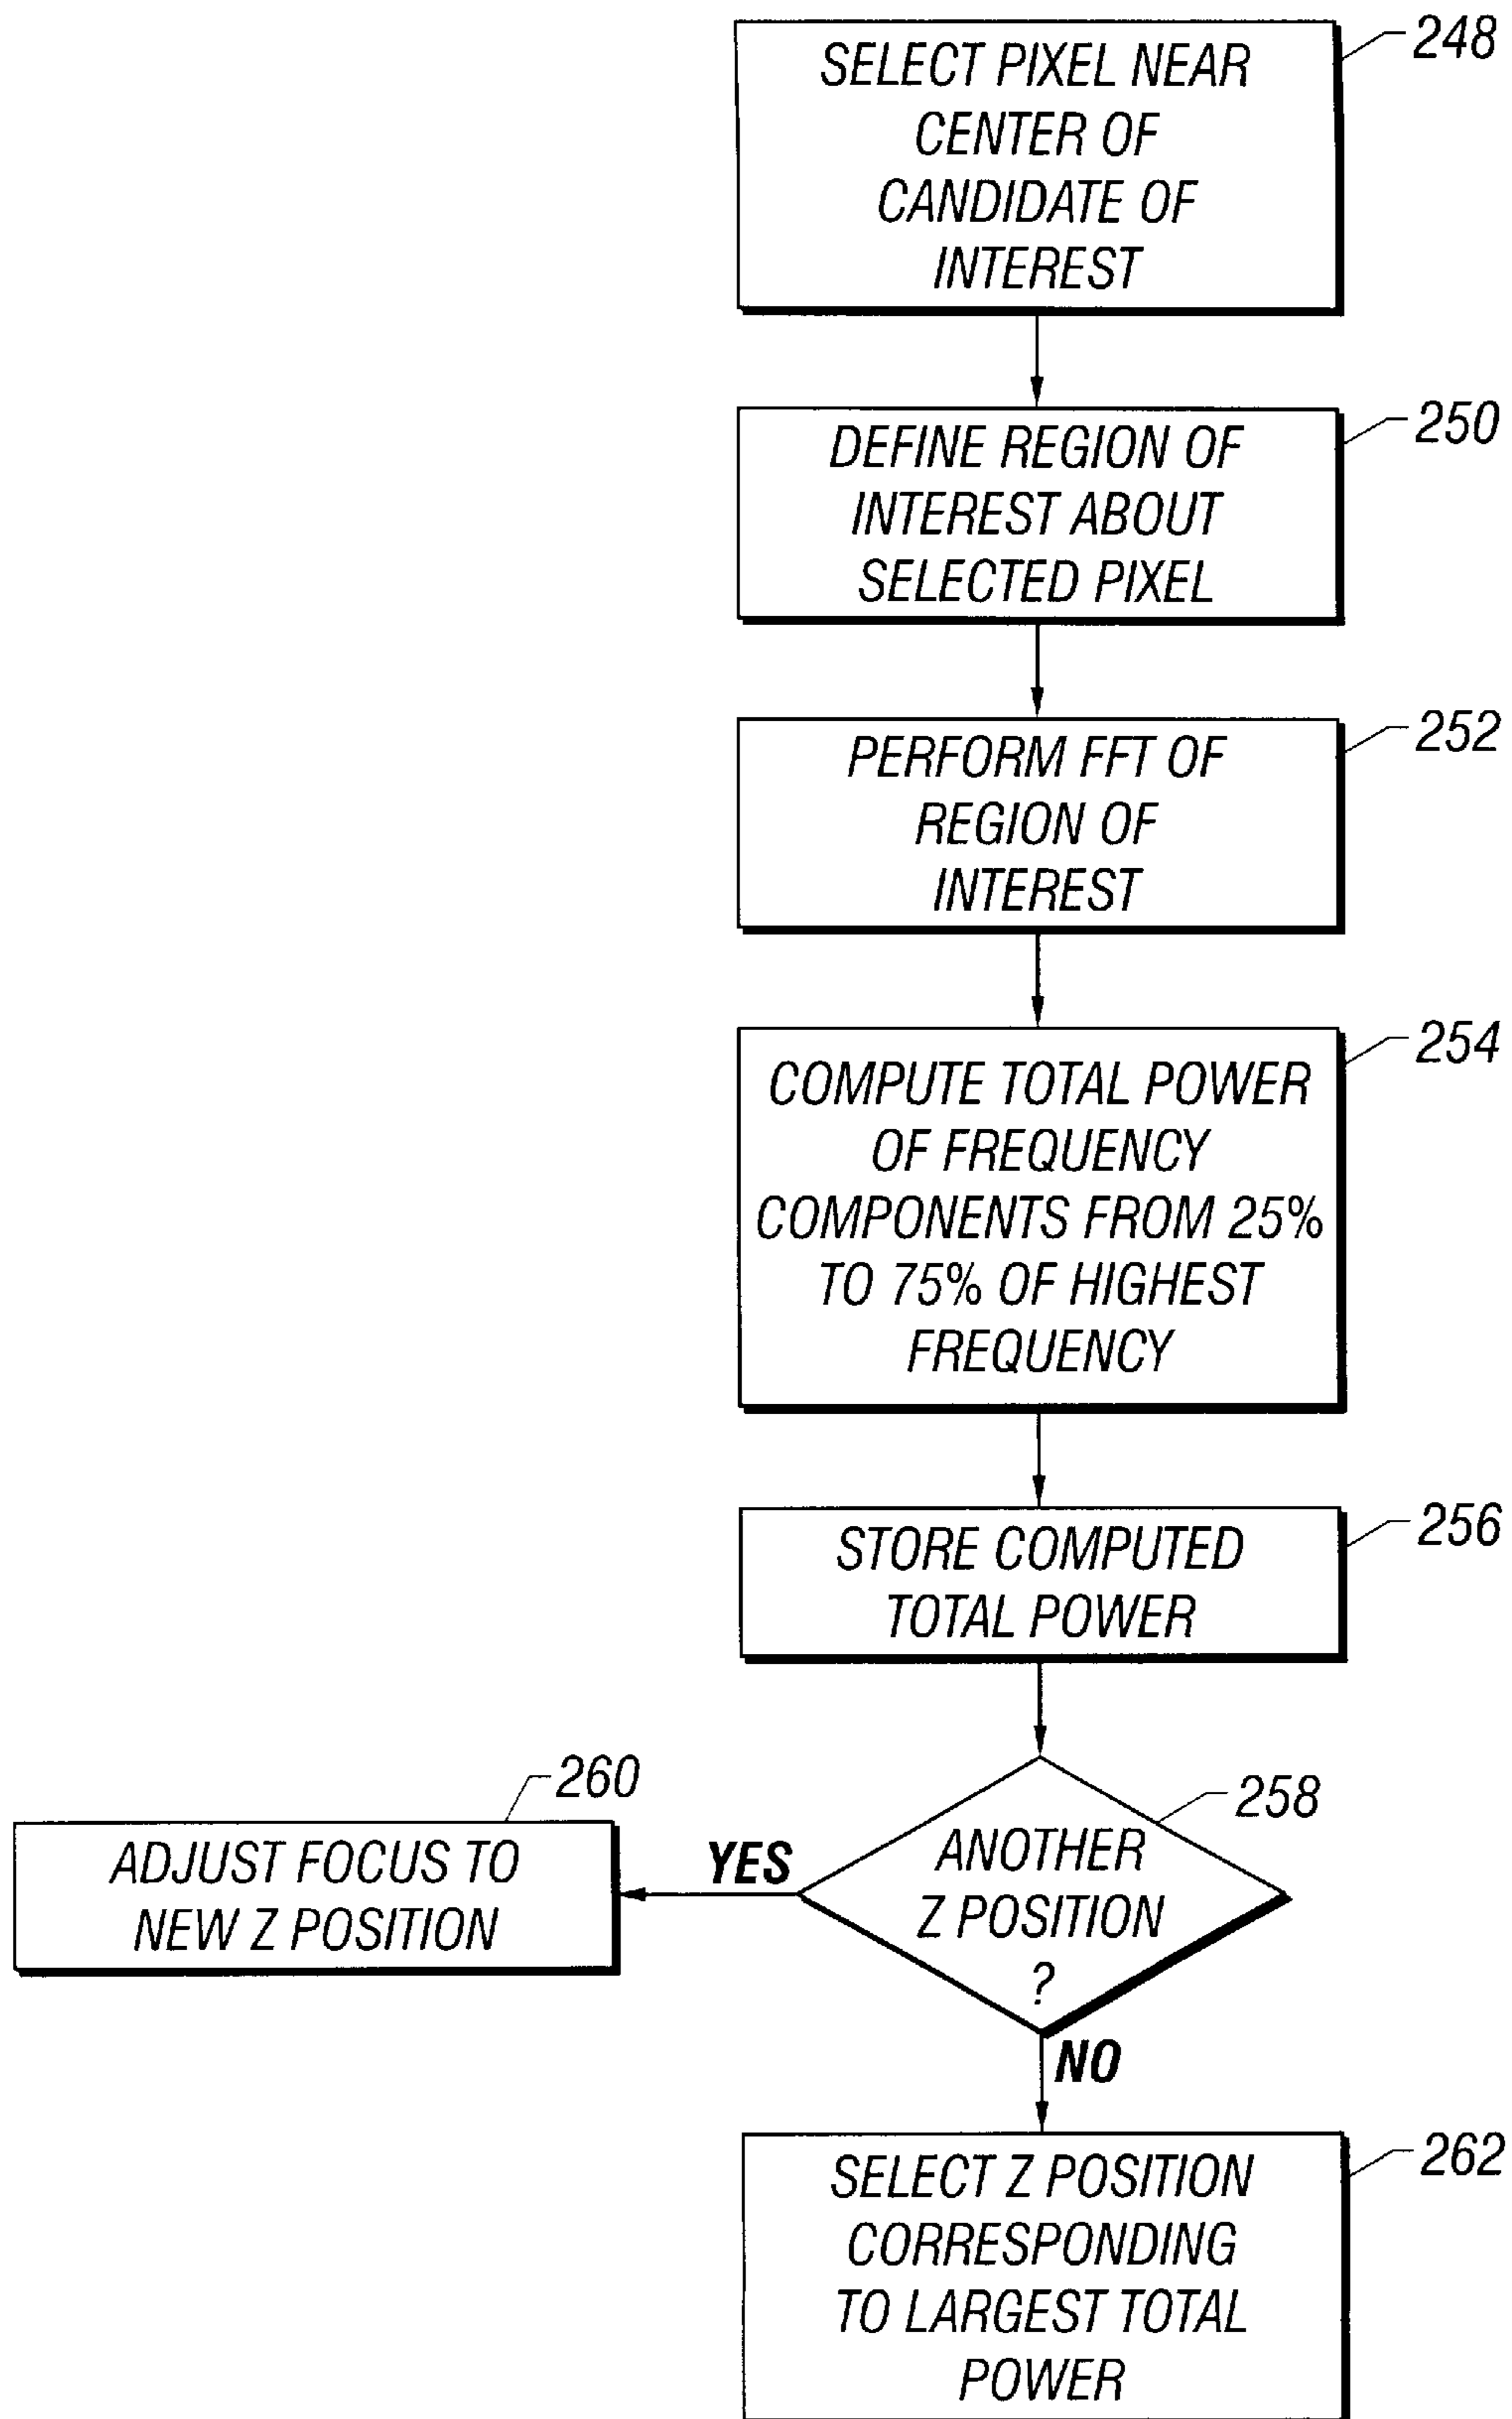 248
SELECT PIXEL NEAR
CENTER OF
CANDIDATE OF
INTEREST
250
DEFINE REGION OF
INTEREST ABOUT
SELECTED PIXEL
252
PERFORM FFT OF
REGION OF
INTEREST
254
COMPUTE TOTAL POWER
OF FREQUENCY
COMPONENTS FROM 25%
TO 75% OF HIGHEST
FREQUENCY
256
STORE COMPUTED
TOTAL POWER
258
ANOTHER
Z POSITION
?
YES
260
ADJUST FOCUS TO
NEW Z POSITION
NO
262
SELECT Z POSITION
CORRESPONDING
TO LARGEST TOTAL
POWER